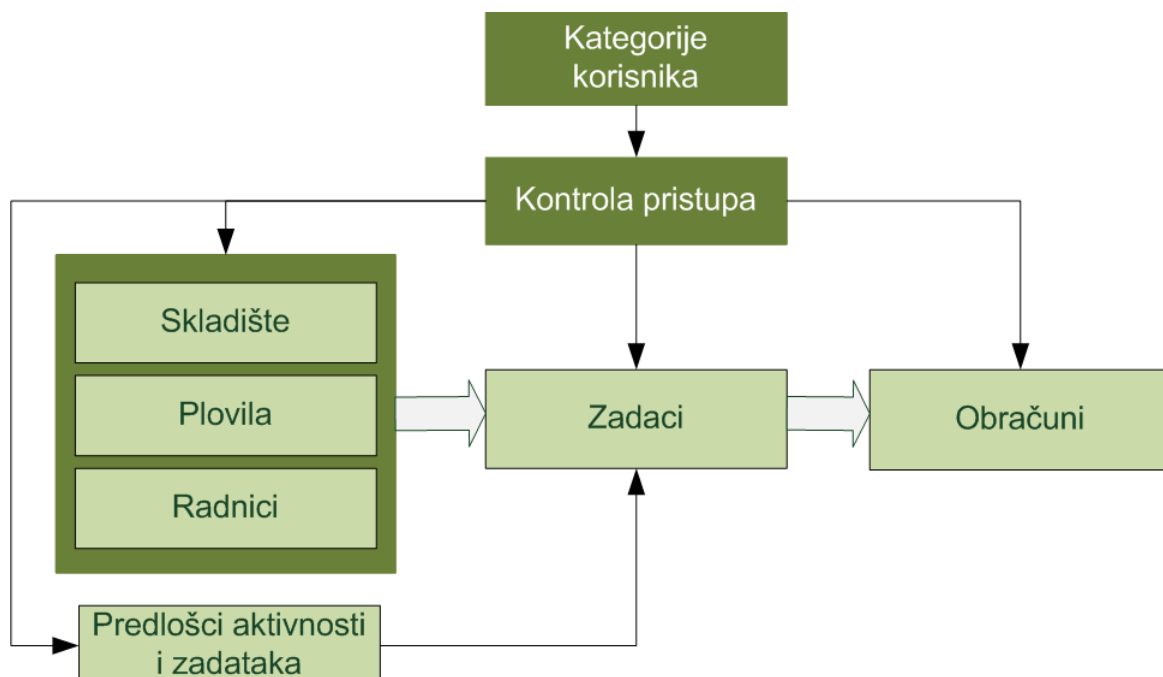 Kategorije
korisnika
Kontrola pristupa
Skladište
Plovila
Radnici
Zadaci
Obračuni
Predlošci aktivnosti
i zadataka